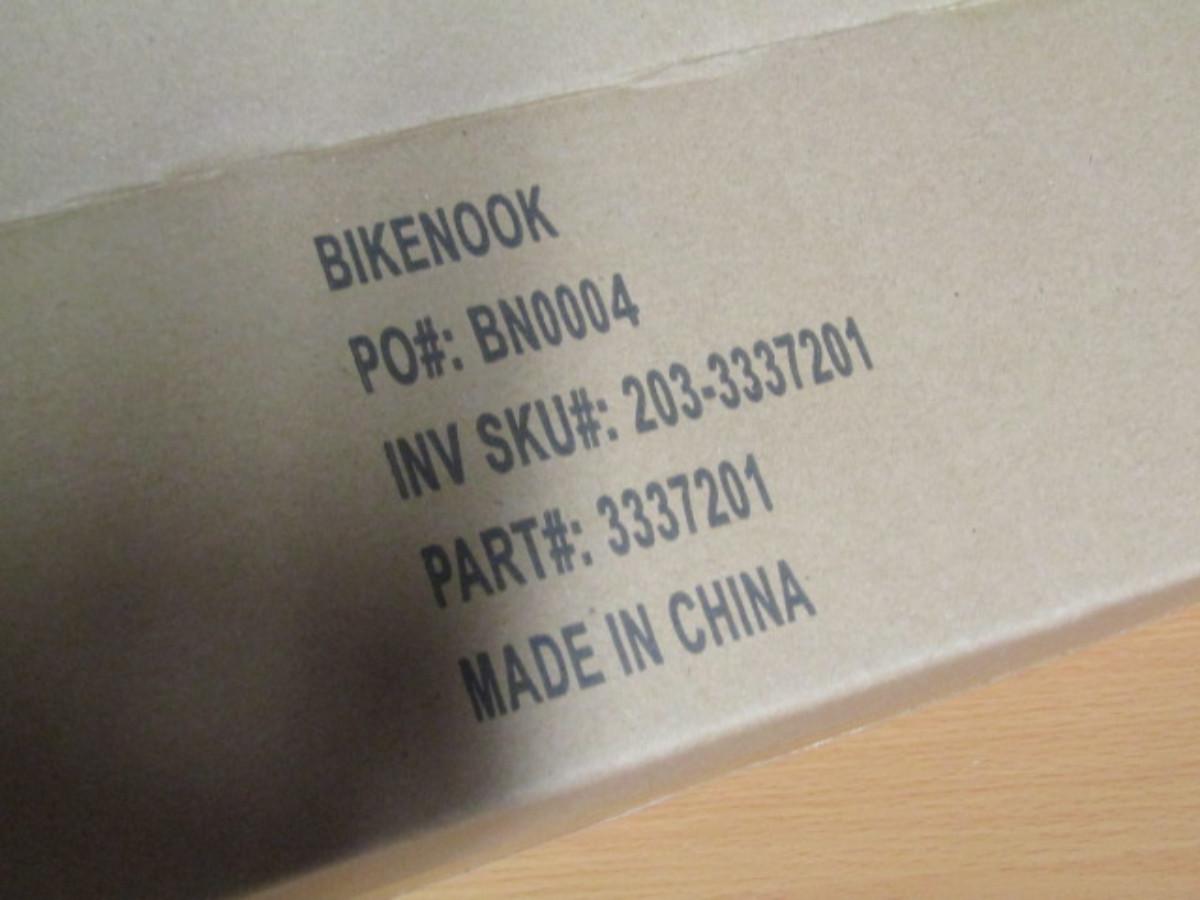 BIKENOOK
PO#: BN0004
INV SKU#: 203-3337201
PART#: 3337201
MADE IN CHINA